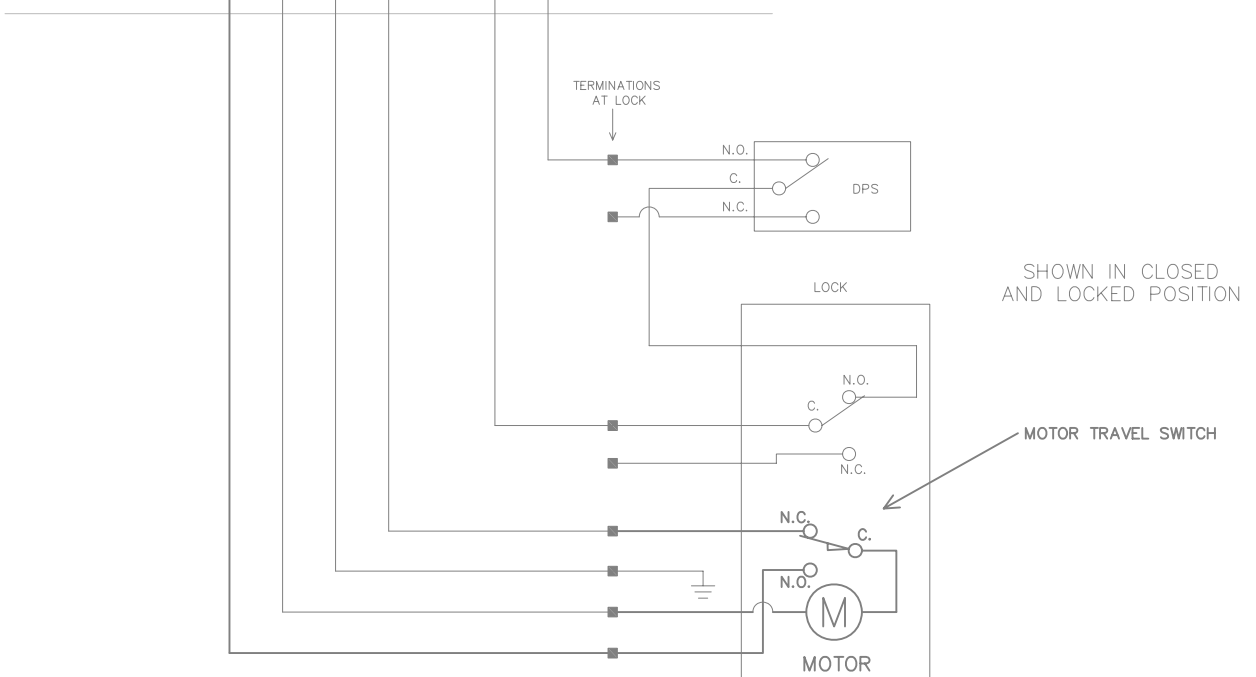 TERMINATIONS
AT LOCK
N.O.
C.
DPS
N.C.
SHOWN IN CLOSED
AND LOCKED POSITION
LOCK
N.O.
C.
MOTOR TRAVEL SWITCH
N.C.
N.C.
C.
N.O.
M
MOTOR